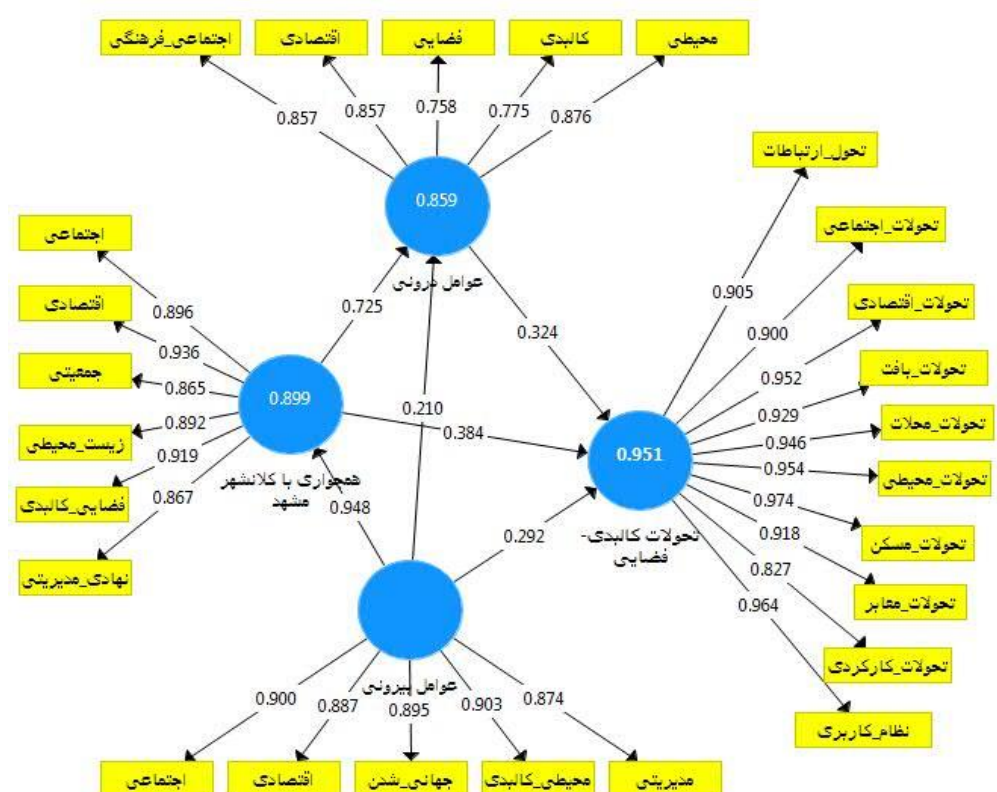 اجتماعی_فرهنگی
اقتصادی
فضایی
کالبدی
محیطی
0.857
0.857
0.758
0.775
0.876
0.859
عوامل درونی
تحول_ارتباطات
تحولات_اجتماعی
تحولات_اقتصادی
تحولات_بافت
تحولات_محلات
تحولات_محیطی
تحولات_مسکن
تحولات_معابر
تحولات_کارکردی
نظام_کاربری
0.905
0.900
0.952
0.929
0.946
0.954
0.974
0.918
0.827
0.964
0.951
تحولات کالبدی-
فضایی
اجتماعی
اقتصادی
جمعیتی
زیست_محیطی
فضایی_کالبدی
نهادی_مدیریتی
0.896
0.936
0.865
0.892
0.919
0.867
0.899
همجواری با کلانشهر
مشهد
0.725
0.324
0.210
0.384
0.948
0.292
عوامل بیرونی
0.900
0.887
0.895
0.903
0.874
اجتماعی
اقتصادی
جهانی_شدن
محیطی_کالبدی
مدیریتی